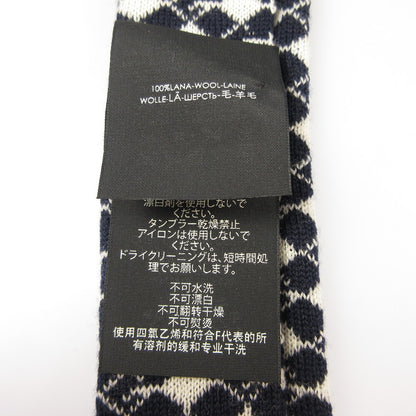 100%LANA-WOOL-LAINE
WOLLE-LÃ-ШЕРСТЬ-毛-羊毛
漂白剤を使用しないで
ください。
タンブラー乾燥禁止
アイロンは使用しないで
ください。
ドライクリーニングは、短時間処
理でお願いします。
不可水洗
不可漂白
不可翻转干燥
不可熨烫
使用四氯乙烯和符合F代表的所
有溶剂的缓和专业干洗